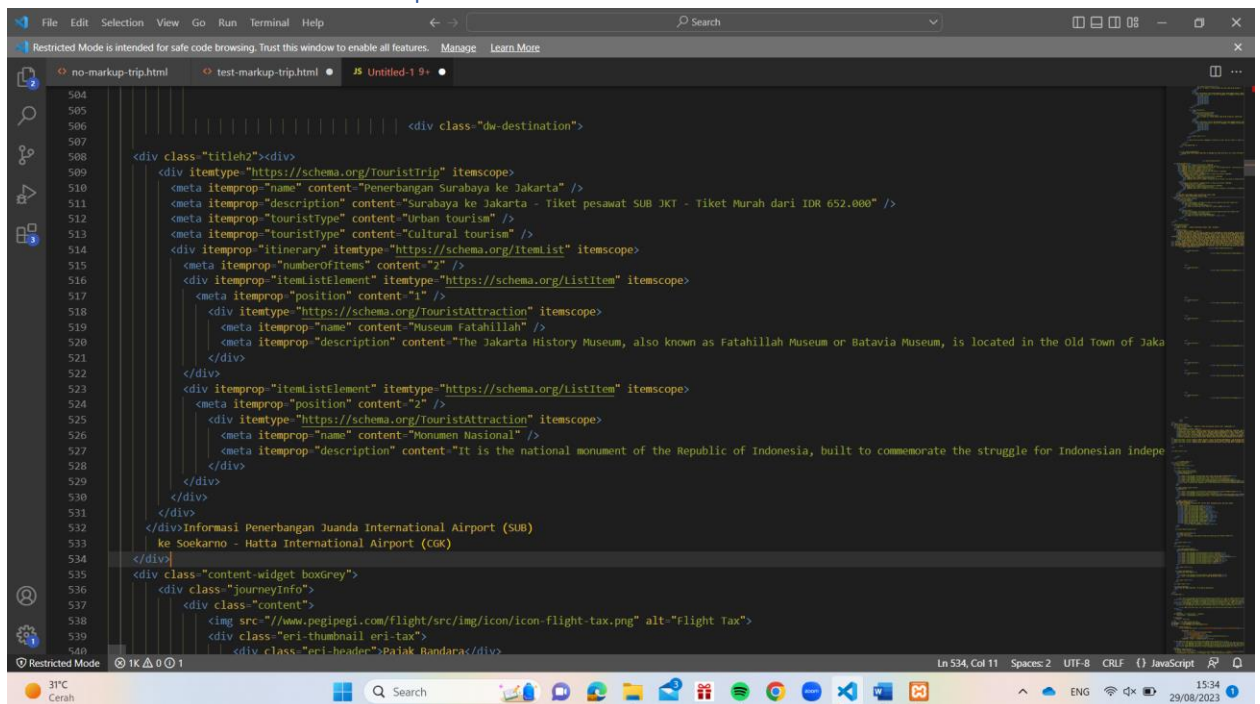 File Edit Selection View Go Run Terminal Help Search
Restricted Mode is intended for safe code browsing. Trust this window to enable all features. Manage Learn More
no-markup-trip.html test-markup-trip.html JS Untitled-1 9+
504
505
506 <div class="dw-destination">
507
508 <div class="titleh2"><div>
509 <div itemtype="https://schema.org/TouristTrip" itemscope>
510 <meta itemprop="name" content="Penerbangan Surabaya ke Jakarta" />
511 <meta itemprop="description" content="Surabaya ke Jakarta - Tiket pesawat SUB JKT - Tiket Murah dari IDR 652.000" />
512 <meta itemprop="touristType" content="Urban tourism" />
513 <meta itemprop="touristType" content="Cultural tourism" />
514 <div itemprop="itinerary" itemtype="https://schema.org/ItemList" itemscope>
515 <meta itemprop="numberOfItems" content="2" />
516 <div itemprop="itemListElement" itemtype="https://schema.org/ListItem" itemscope>
517 <meta itemprop="position" content="1" />
518 <div itemtype="https://schema.org/TouristAttraction" itemscope>
519 <meta itemprop="name" content="Museum Fatahillah" />
520 <meta itemprop="description" content="The Jakarta History Museum, also known as Fatahillah Museum or Batavia Museum, is located in the Old Town of Jaka
521 </div>
522 </div>
523 <div itemprop="itemListElement" itemtype="https://schema.org/ListItem" itemscope>
524 <meta itemprop="position" content="2" />
525 <div itemtype="https://schema.org/TouristAttraction" itemscope>
526 <meta itemprop="name" content="Monumen Nasional" />
527 <meta itemprop="description" content="It is the national monument of the Republic of Indonesia, built to commemorate the struggle for Indonesian indepe
528 </div>
529 </div>
530 </div>
531 </div>
532 </div>Informasi Penerbangan Juanda International Airport (SUB)
533 ke Soekarno - Hatta International Airport (CGK)
534 </div>
535 <div class="content-widget boxGrey">
536 <div class="journeyInfo">
537 <div class="content">
538 <img src="//www.pegipegi.com/flight/src/img/icon/icon-flight-tax.png" alt="Flight Tax">
539 <div class="eri-thumbnail eri-tax">
540 <div class="eri-header">Pajak Bandara</div>
Restricted Mode 1K 0 1 Ln 534, Col 11 Spaces: 2 UTF-8 CRLF {} JavaScript
31°C
Cerah
Search
ENG
15:34
29/08/2023